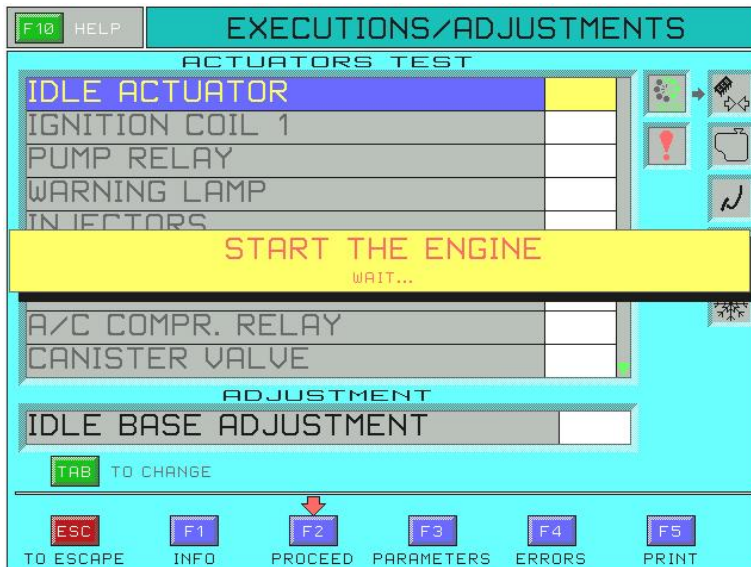 F10 HELP EXECUTIONS/ADJUSTMENTS
ACTUATORS TEST
IDLE ACTUATOR
IGNITION COIL 1
PUMP RELAY
WARNING LAMP
INJECTORS
START THE ENGINE
WAIT...
A/C COMPR. RELAY
CANISTER VALVE
ADJUSTMENT
IDLE BASE ADJUSTMENT
TAB TO CHANGE
ESC F1 F2 F3 F4 F5
TO ESCAPE INFO PROCEED PARAMETERS ERRORS PRINT